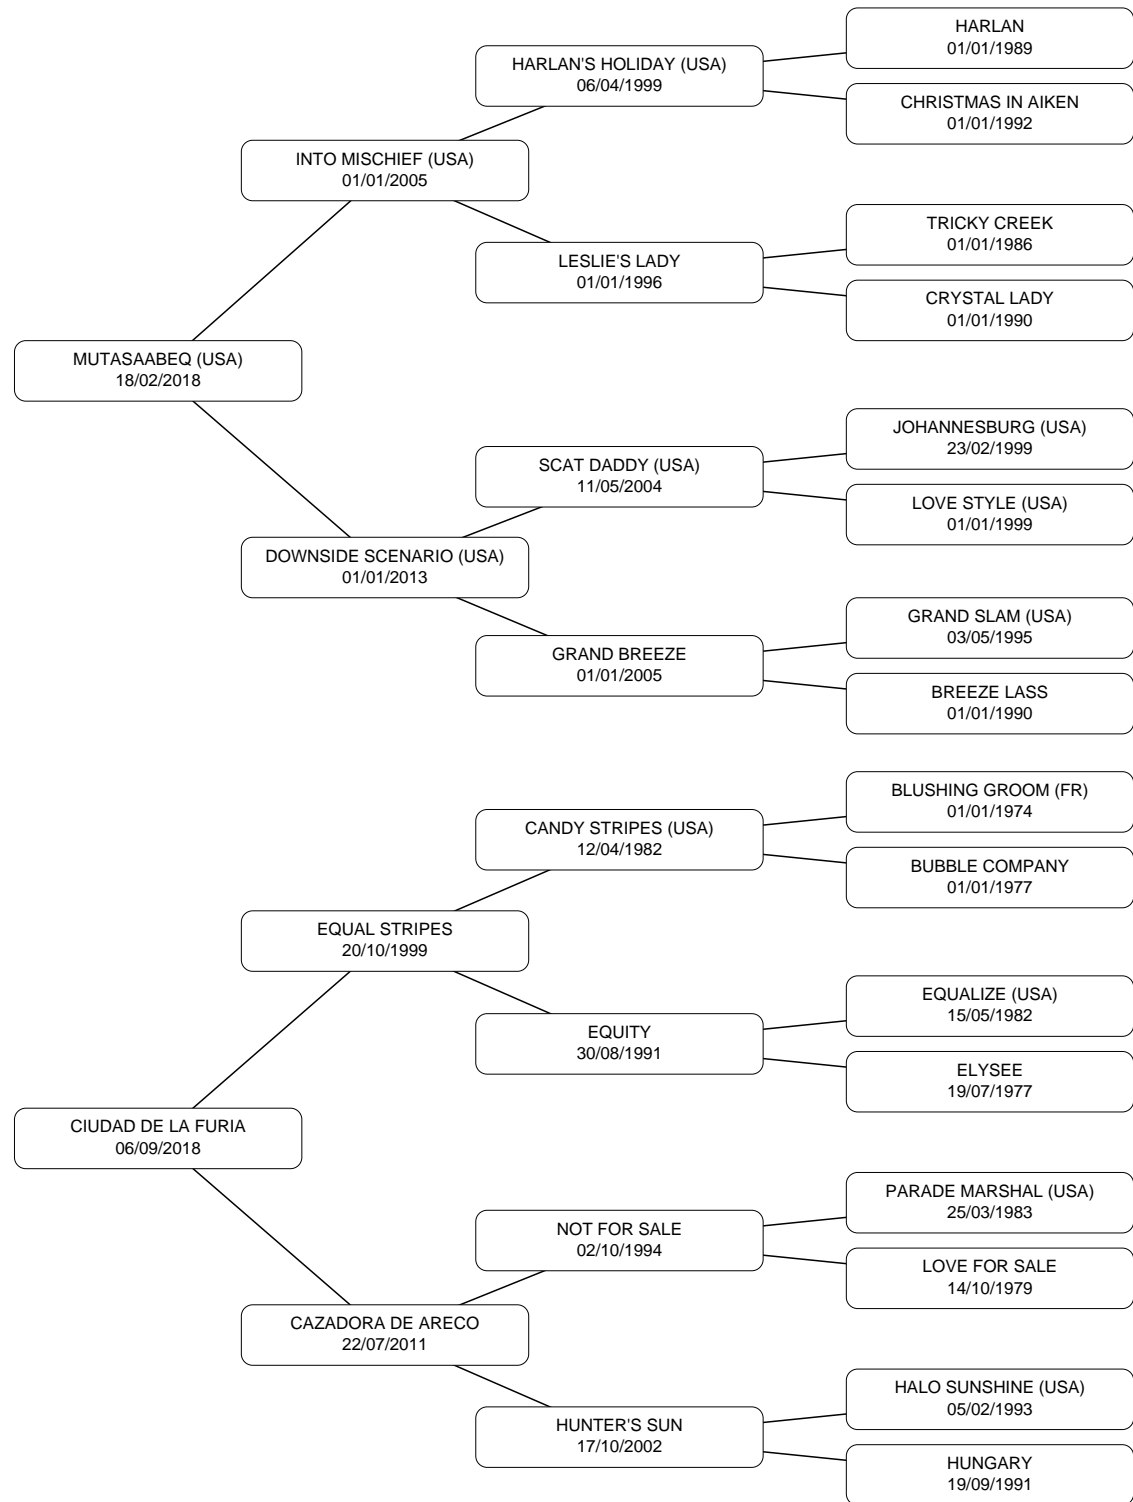 HARLAN
01/01/1989
HARLAN'S HOLIDAY (USA)
06/04/1999
CHRISTMAS IN AIKEN
01/01/1992
INTO MISCHIEF (USA)
01/01/2005
TRICKY CREEK
01/01/1986
LESLIE'S LADY
01/01/1996
CRYSTAL LADY
01/01/1990
MUTASAABEQ (USA)
18/02/2018
JOHANNESBURG (USA)
23/02/1999
SCAT DADDY (USA)
11/05/2004
LOVE STYLE (USA)
01/01/1999
DOWNSIDE SCENARIO (USA)
01/01/2013
GRAND SLAM (USA)
03/05/1995
GRAND BREEZE
01/01/2005
BREEZE LASS
01/01/1990
BLUSHING GROOM (FR)
01/01/1974
CANDY STRIPES (USA)
12/04/1982
BUBBLE COMPANY
01/01/1977
EQUAL STRIPES
20/10/1999
EQUALIZE (USA)
15/05/1982
EQUITY
30/08/1991
ELYSEE
19/07/1977
CIUDAD DE LA FURIA
06/09/2018
PARADE MARSHAL (USA)
25/03/1983
NOT FOR SALE
02/10/1994
LOVE FOR SALE
14/10/1979
CAZADORA DE ARECO
22/07/2011
HALO SUNSHINE (USA)
05/02/1993
HUNTER'S SUN
17/10/2002
HUNGARY
19/09/1991